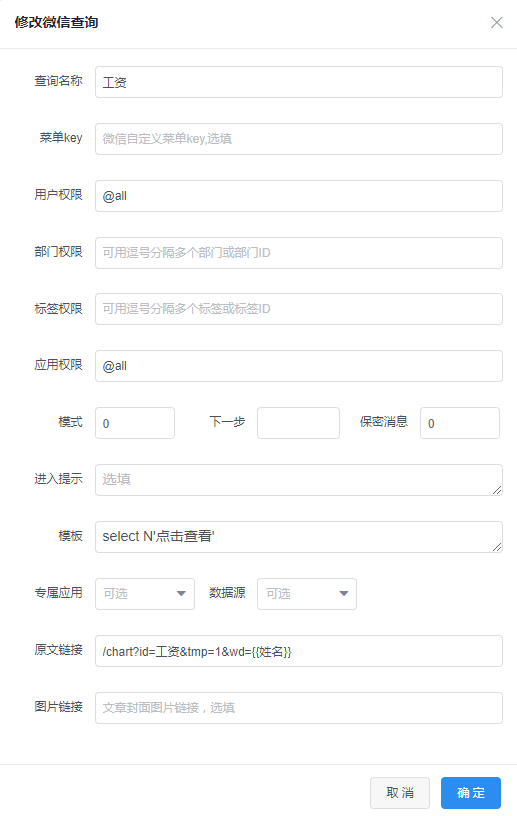 修改微信查询
查询名称 工资
菜单key 微信自定义菜单key,选填
用户权限 @all
部门权限 可用逗号分隔多个部门或部门ID
标签权限 可用逗号分隔多个标签或标签ID
应用权限 @all
模式 0 下一步 保密消息 0
进入提示 选填
模板 select N'点击查看'
专属应用 可选 数据源 可选
原文链接 /chart?id=工资&tmp=1&wd={{姓名}}
图片链接 文章封面图片链接，选填
取 消 确 定